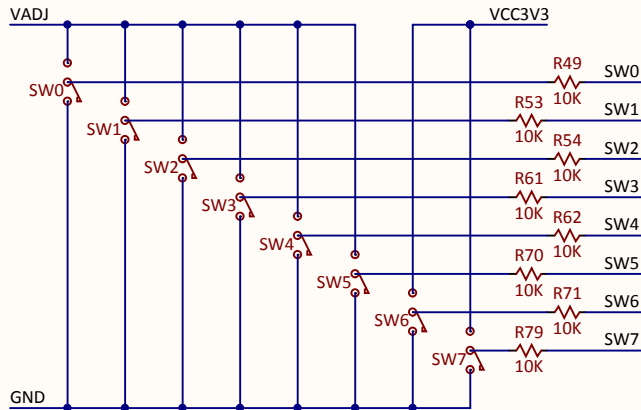 VADJ VCC3V3
R49 SW0
SW0 10K
R53 SW1
SW1 10K
R54 SW2
SW2 10K
R61 SW3
SW3 10K
R62 SW4
SW4 10K
R70 SW5
SW5 10K
R71 SW6
SW6 10K
R79 SW7
SW7 10K
GND